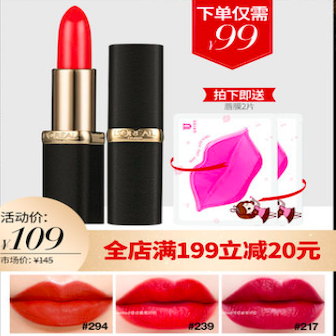 下单仅需
¥99
拍下即送
唇膜2片
L'OREAL
活动价:
¥109
市场价: ¥145
全店满199立减20元
#294
#239
#217